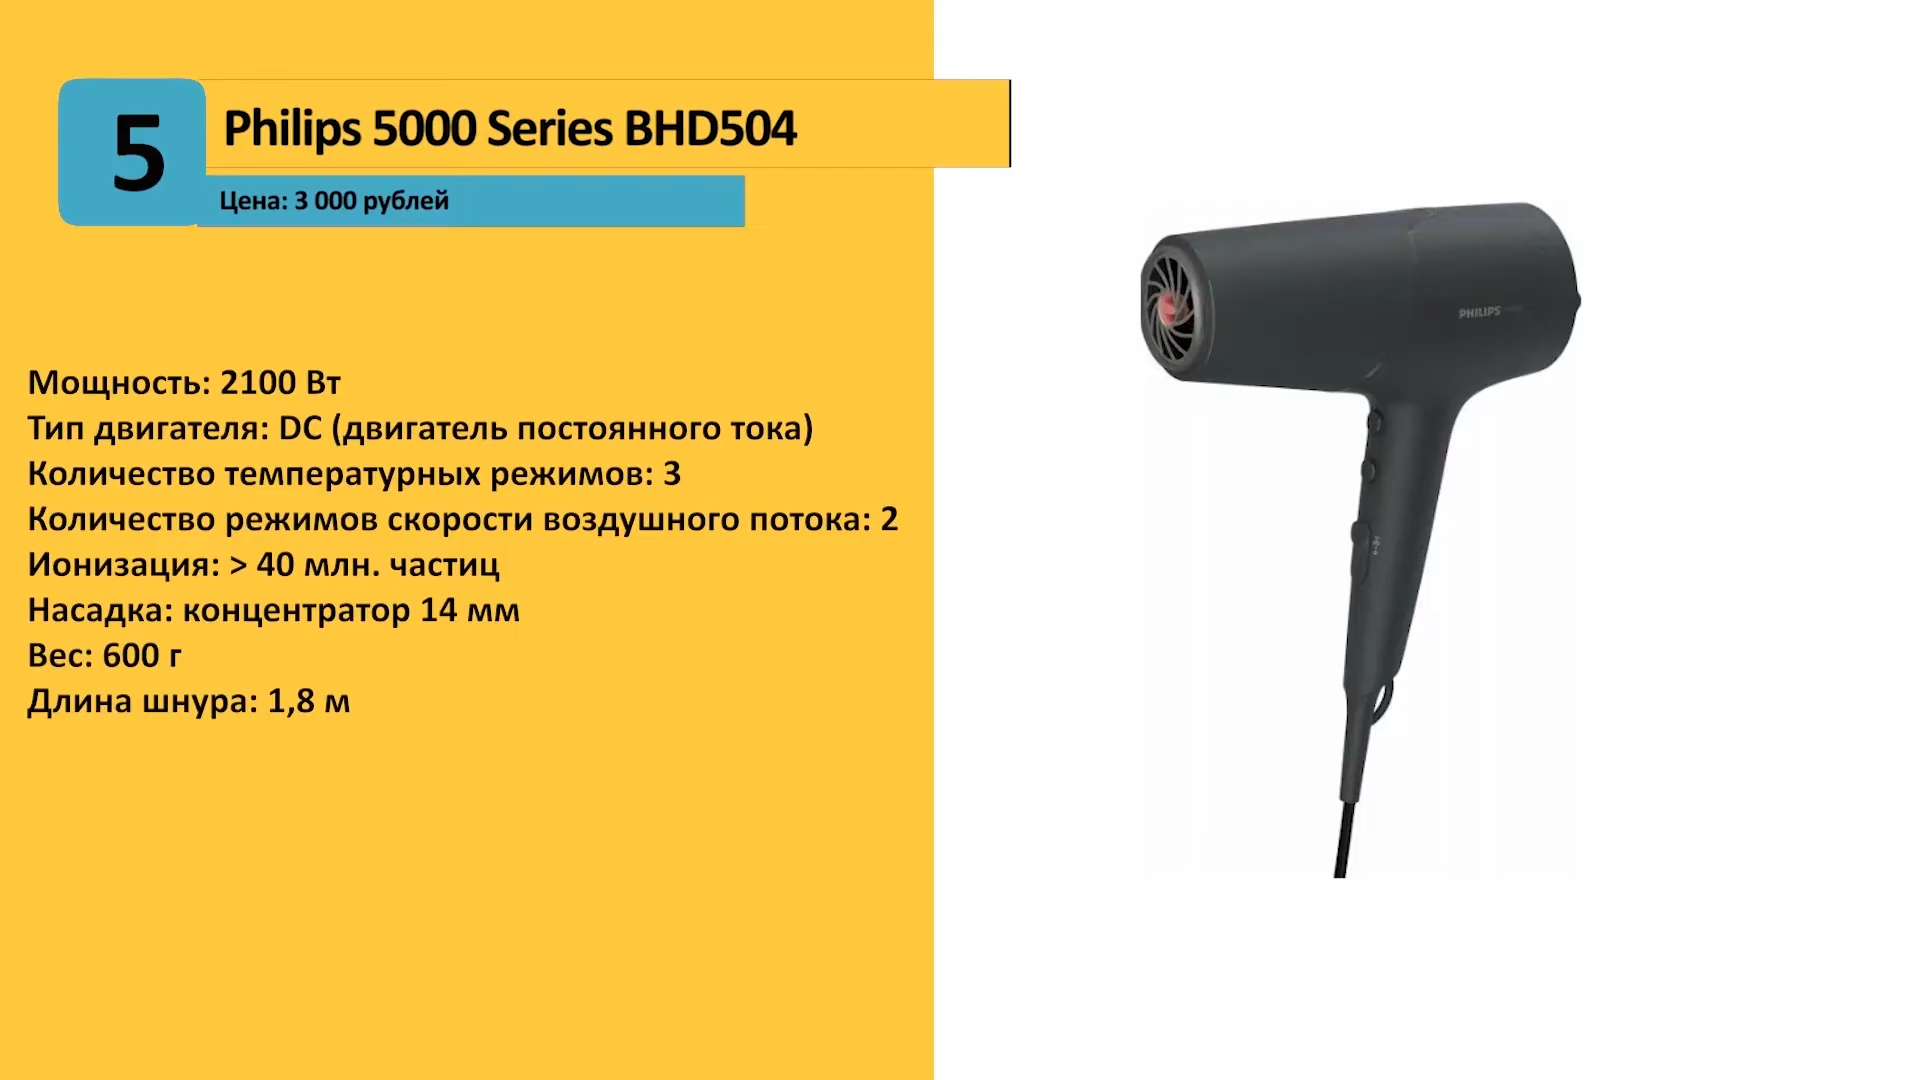 5
Philips 5000 Series BHD504
Цена: 3 000 рублей
Мощность: 2100 Вт
Тип двигателя: DC (двигатель постоянного тока)
Количество температурных режимов: 3
Количество режимов скорости воздушного потока: 2
Ионизация: > 40 млн. частиц
Насадка: концентратор 14 мм
Вес: 600 г
Длина шнура: 1,8 м
PHILIPS